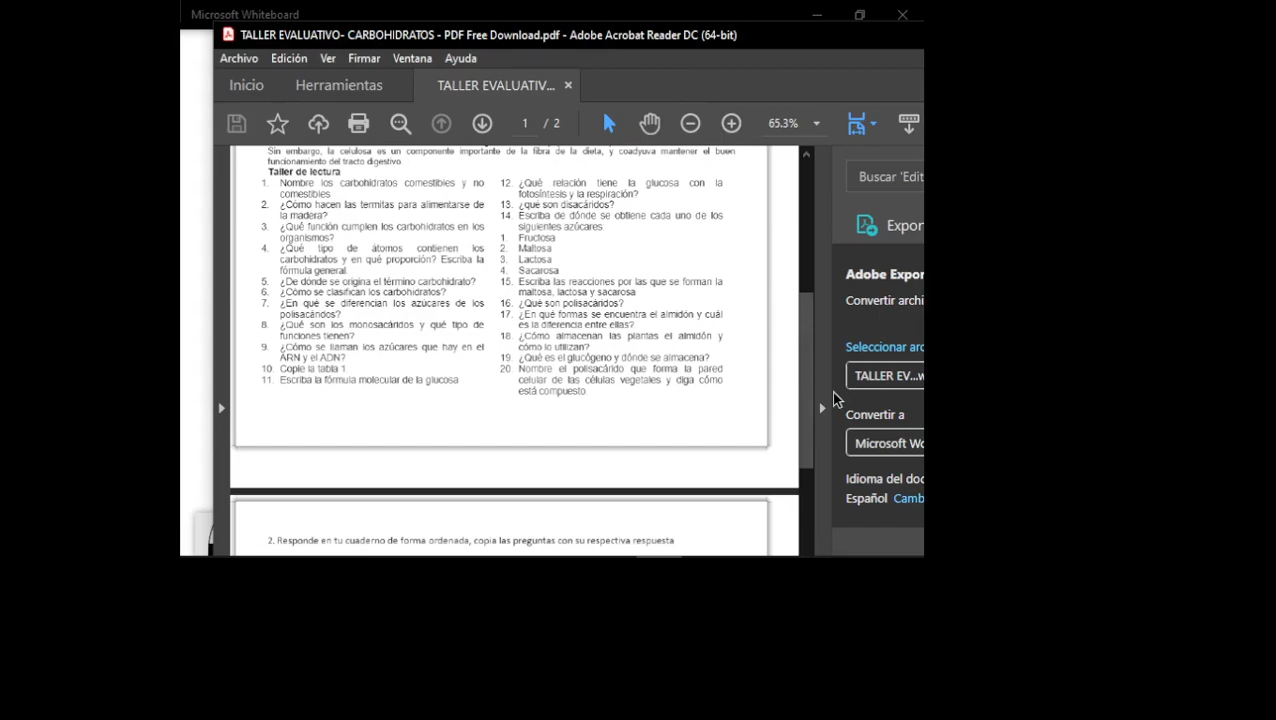 Microsoft Whiteboard
TALLER EVALUATIVO- CARBOHIDRATOS - PDF Free Download.pdf - Adobe Acrobat Reader DC (64-bit)
Archivo Edición Ver Firmar Ventana Ayuda
Inicio Herramientas TALLER EVALUATIV... ×
1 / 2 65.3%
Sin embargo, la celulosa es un componente importante de la fibra de la dieta, y coadyuva mantener el buen
funcionamiento del tracto digestivo
Taller de lectura
1. Nombre los carbohidratos comestibles y no
comestibles
2. ¿Cómo hacen las termitas para alimentarse de
la madera?
3. ¿Qué función cumplen los carbohidratos en los
organismos?
4. ¿Qué tipo de átomos contienen los
carbohidratos y en qué proporción? Escriba la
fórmula general
5. ¿De dónde se origina el término carbohidrato?
6. ¿Cómo se clasifican los carbohidratos?
7. ¿En qué se diferencian los azúcares de los
polisacáridos?
8. ¿Qué son los monosacáridos y qué tipo de
funciones tienen?
9. ¿Cómo se llaman los azúcares que hay en el
ARN y el ADN?
10. Copie la tabla 1
11. Escriba la fórmula molecular de la glucosa
12. ¿Qué relación tiene la glucosa con la
fotosíntesis y la respiración?
13. ¿qué son disacáridos?
14. Escriba de dónde se obtiene cada uno de los
siguientes azúcares
1. Fructosa
2. Maltosa
3. Lactosa
4. Sacarosa
15. Escriba las reacciones por las que se forman la
maltosa, lactosa y sacarosa
16. ¿Qué son polisacáridos?
17. ¿En qué formas se encuentra el almidón y cuál
es la diferencia entre ellas?
18. ¿Cómo almacenan las plantas el almidón y
cómo lo utilizan?
19. ¿Qué es el glucógeno y dónde se almacena?
20. Nombre el polisacárido que forma la pared
celular de las células vegetales y diga cómo
está compuesto
2. Responde en tu cuaderno de forma ordenada, copia las preguntas con su respectiva respuesta
Buscar 'Edit
Export
Adobe Expor
Convertir archi
Seleccionar arc
TALLER EV...w
Convertir a
Microsoft Wo
Idioma del doc
Español Camb